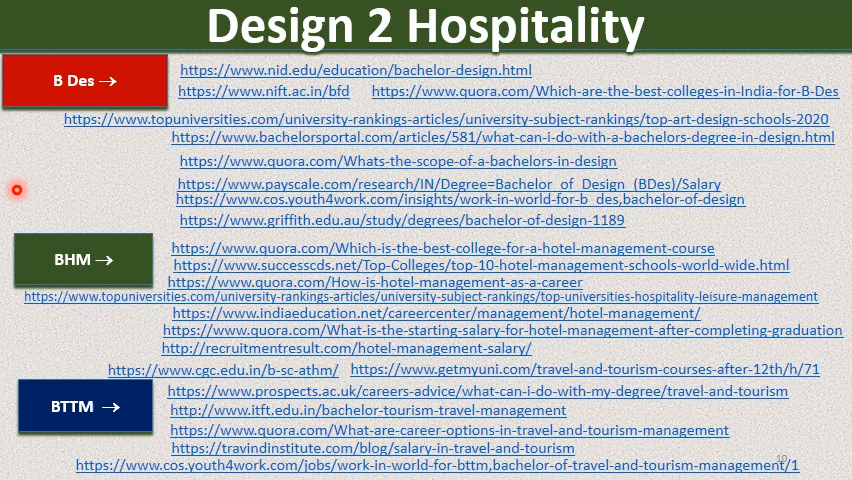 Design 2 Hospitality
B Des →
https://www.nid.edu/education/bachelor-design.html
https://www.nift.ac.in/bfd https://www.quora.com/Which-are-the-best-colleges-in-India-for-B-Des
https://www.topuniversities.com/university-rankings-articles/university-subject-rankings/top-art-design-schools-2020
https://www.bachelorsportal.com/articles/581/what-can-i-do-with-a-bachelors-degree-in-design.html
https://www.quora.com/Whats-the-scope-of-a-bachelors-in-design
https://www.payscale.com/research/IN/Degree=Bachelor_of_Design_(BDes)/Salary
https://www.cos.youth4work.com/insights/work-in-world-for-b_des,bachelor-of-design
https://www.griffith.edu.au/study/degrees/bachelor-of-design-1189
BHM →
https://www.quora.com/Which-is-the-best-college-for-a-hotel-management-course
https://www.successcds.net/Top-Colleges/top-10-hotel-management-schools-world-wide.html
https://www.quora.com/How-is-hotel-management-as-a-career
https://www.topuniversities.com/university-rankings-articles/university-subject-rankings/top-universities-hospitality-leisure-management
https://www.indiaeducation.net/careercenter/management/hotel-management/
https://www.quora.com/What-is-the-starting-salary-for-hotel-management-after-completing-graduation
http://recruitmentresult.com/hotel-management-salary/
https://www.cgc.edu.in/b-sc-athm/ https://www.getmyuni.com/travel-and-tourism-courses-after-12th/h/71
BTTM →
https://www.prospects.ac.uk/careers-advice/what-can-i-do-with-my-degree/travel-and-tourism
http://www.itft.edu.in/bachelor-tourism-travel-management
https://www.quora.com/What-are-career-options-in-travel-and-tourism-management
https://travindinstitute.com/blog/salary-in-travel-and-tourism
https://www.cos.youth4work.com/jobs/work-in-world-for-bttm,bachelor-of-travel-and-tourism-management/1
10